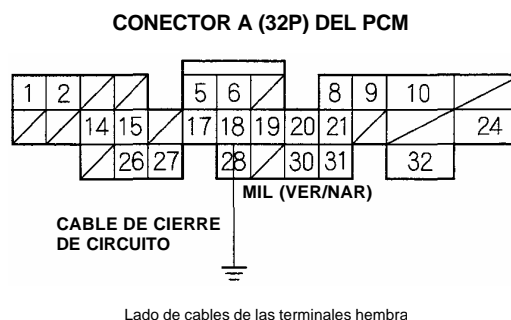 CONECTOR A (32P) DEL PCM
1 2 5 6 8 9 10
14 15 17 18 19 20 21 24
26 27 28 30 31 32
MIL (VER/NAR)
CABLE DE CIERRE
DE CIRCUITO
Lado de cables de las terminales hembra